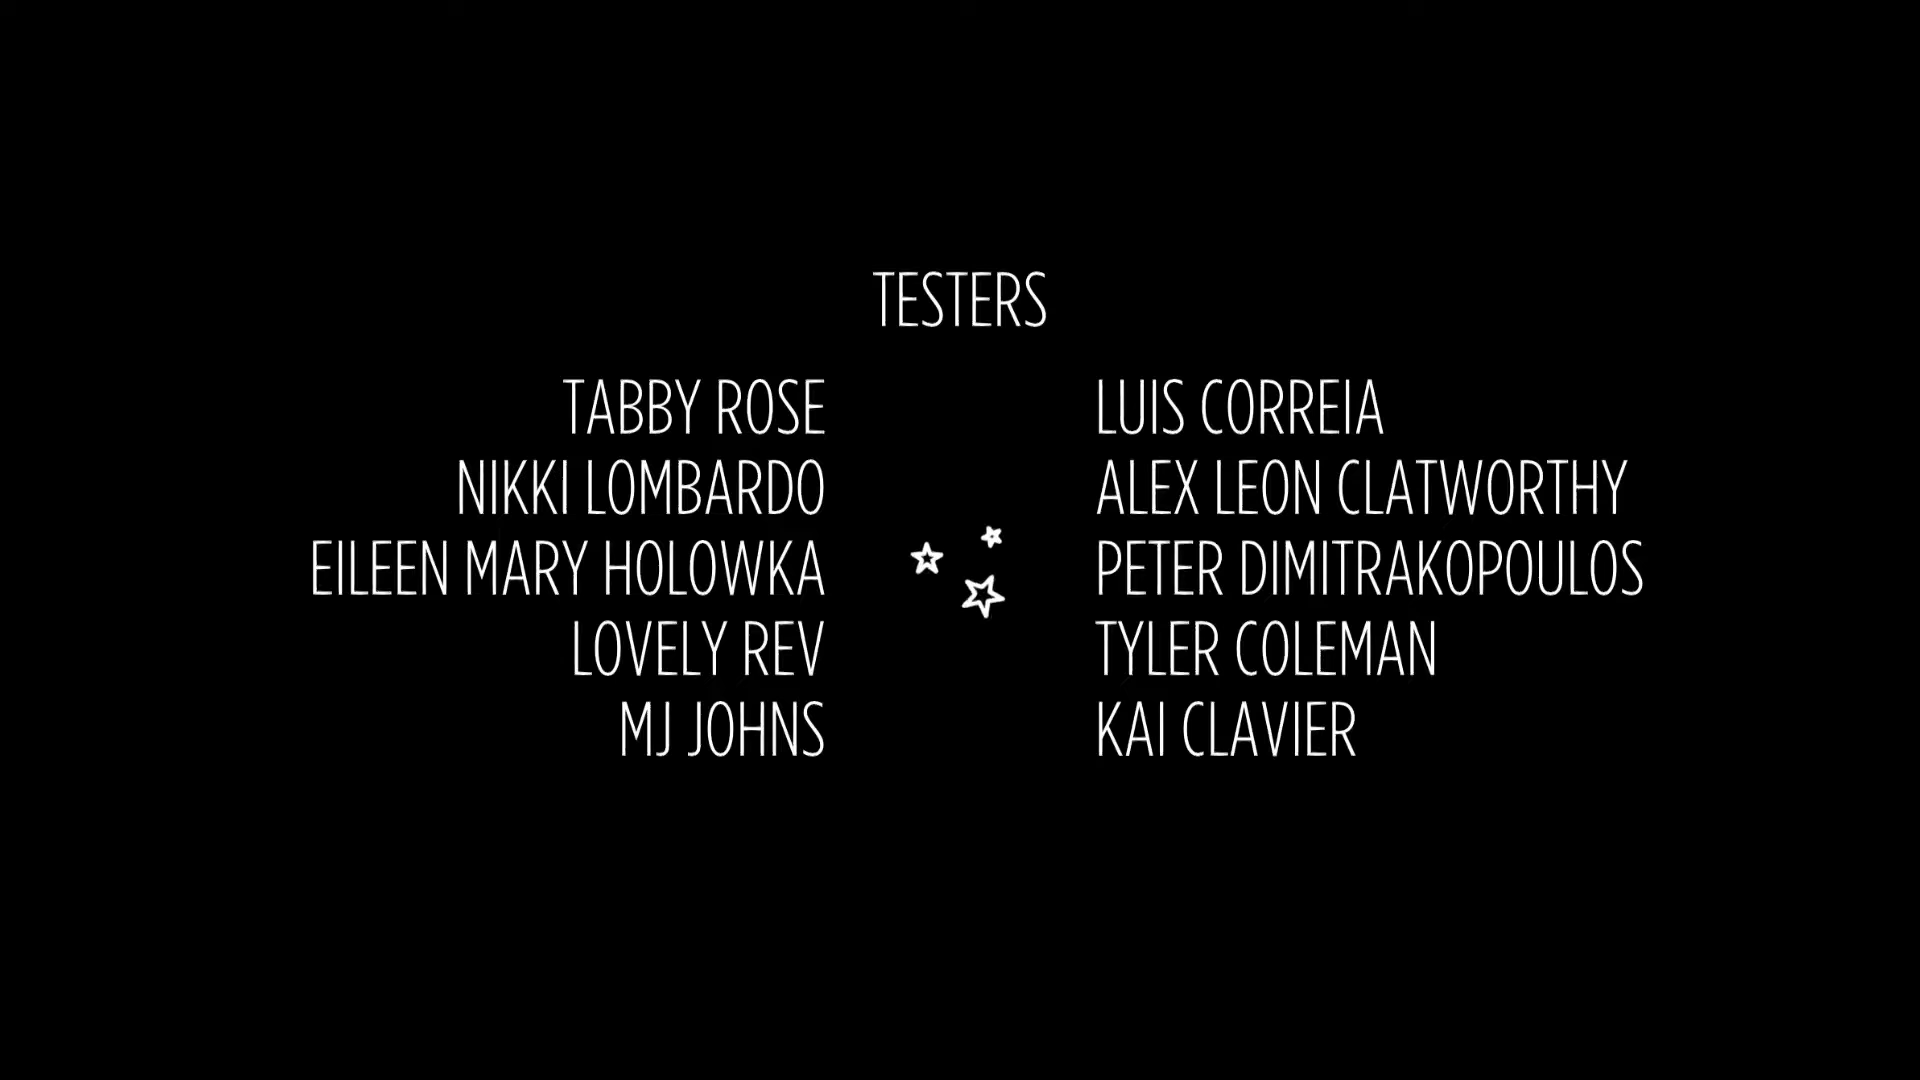 TESTERS
TABBY ROSE
NIKKI LOMBARDO
EILEEN MARY HOLOWKA
LOVELY REV
MJ JOHNS
LUIS CORREIA
ALEX LEON CLATWORTHY
PETER DIMITRAKOPOULOS
TYLER COLEMAN
KAI CLAVIER